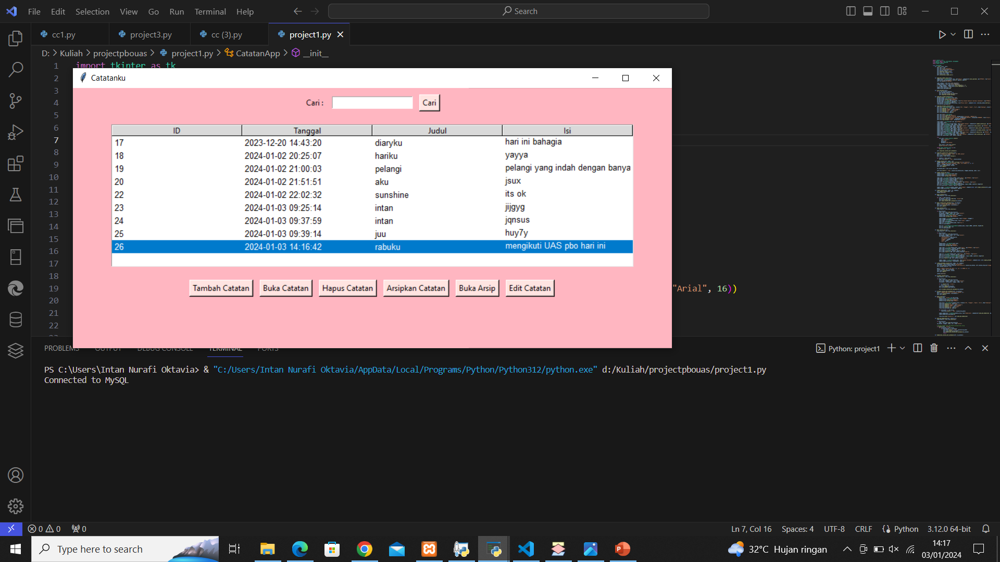 File Edit Selection View Go Run Terminal Help Search
cc1.py project3.py cc (3).py project1.py
D: > Kuliah > projectpbouas > project1.py > CatatanApp > __init__
1 import tkinter as tk
2
3
4
5
6
7
8
9
10
11
12
13
14
15
16
17
18
19 "Arial", 16))
20
21
22
Catatanku
Cari : Cari
ID Tanggal Judul Isi
17 2023-12-20 14:43:20 diaryku hari ini bahagia
18 2024-01-02 20:25:07 hariku yayya
19 2024-01-02 21:00:03 pelangi pelangi yang indah dengan banya
20 2024-01-02 21:51:51 aku jsux
22 2024-01-02 22:02:32 sunshine its ok
23 2024-01-03 09:25:14 intan jijgyg
24 2024-01-03 09:37:59 intan jqnsus
25 2024-01-03 09:39:14 juu huy7y
26 2024-01-03 14:16:42 rabuku mengikuti UAS pbo hari ini
Tambah Catatan Buka Catatan Hapus Catatan Arsipkan Catatan Buka Arsip Edit Catatan
PROBLEMS OUTPUT DEBUG CONSOLE TERMINAL PORTS Python: project1
PS C:\Users\Intan Nurafi Oktavia> & "C:/Users/Intan Nurafi Oktavia/AppData/Local/Programs/Python/Python312/python.exe" d:/Kuliah/projectpbouas/project1.py
Connected to MySQL
0 0 0 Ln 7, Col 16 Spaces: 4 UTF-8 CRLF Python 3.12.0 64-bit
Type here to search 32°C Hujan ringan 14:17
03/01/2024